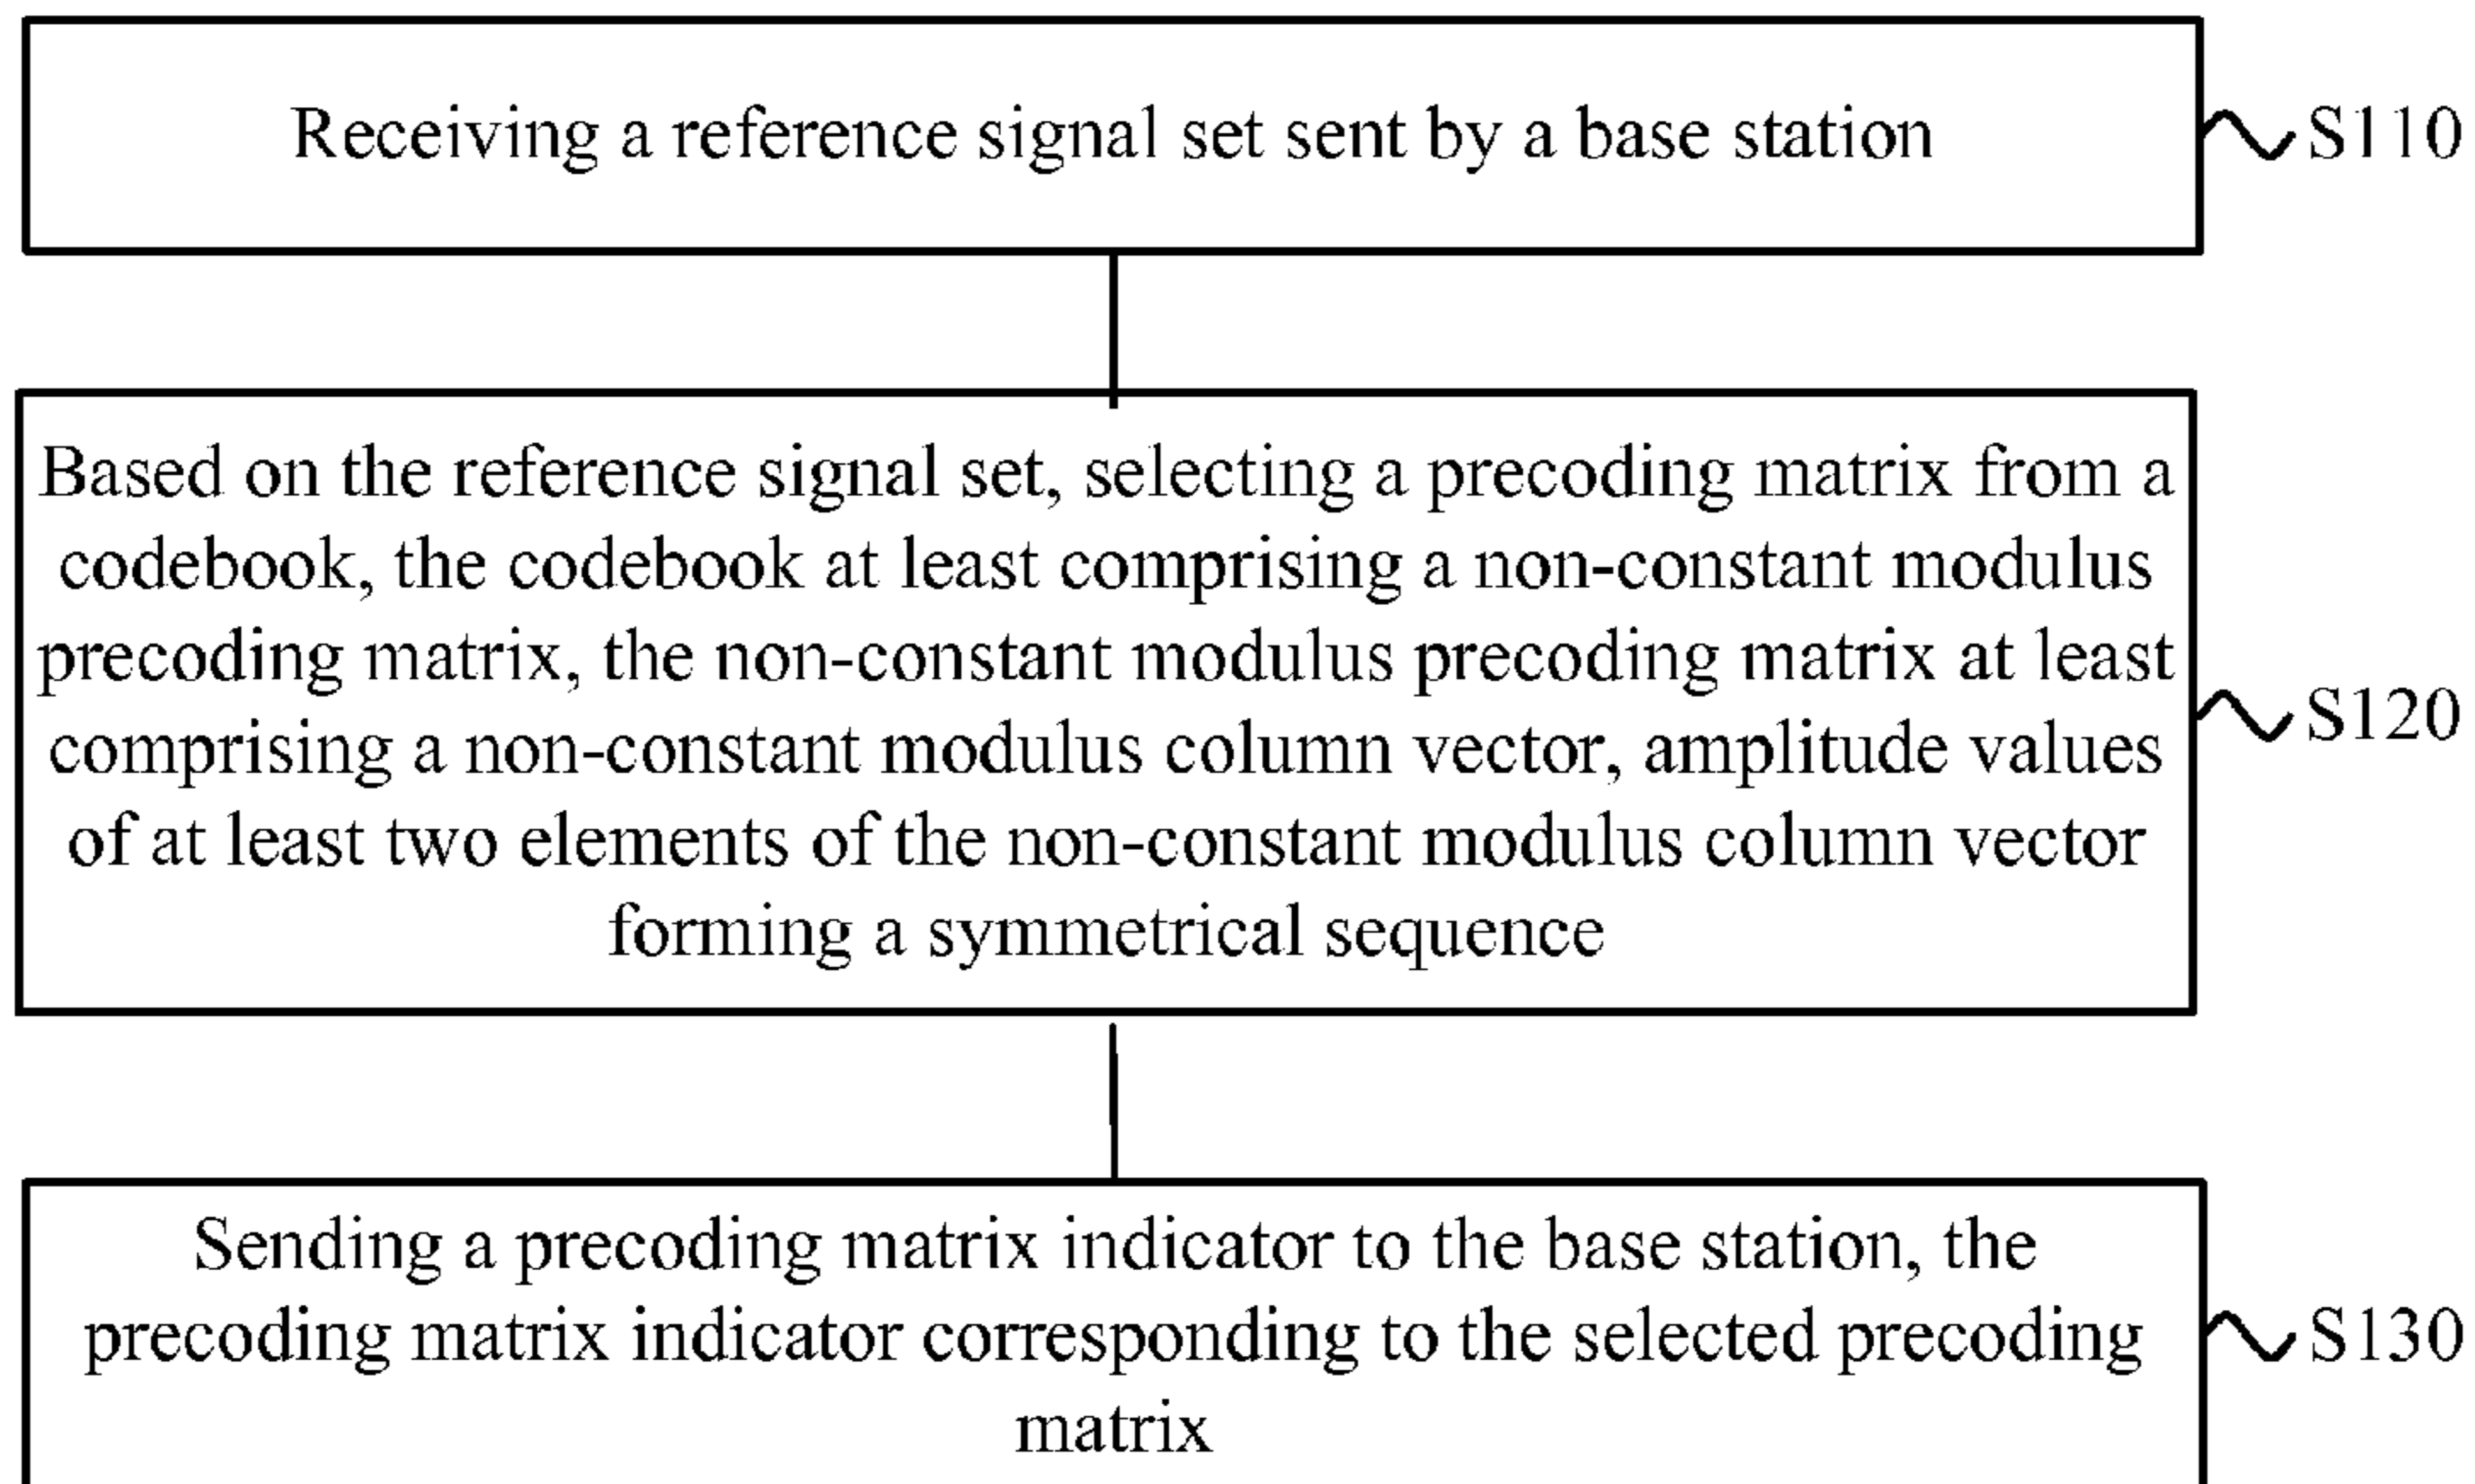 Receiving a reference signal set sent by a base station
S110
Based on the reference signal set, selecting a precoding matrix from a
codebook, the codebook at least comprising a non-constant modulus
precoding matrix, the non-constant modulus precoding matrix at least
comprising a non-constant modulus column vector, amplitude values
of at least two elements of the non-constant modulus column vector
forming a symmetrical sequence
S120
Sending a precoding matrix indicator to the base station, the
precoding matrix indicator corresponding to the selected precoding
matrix
S130